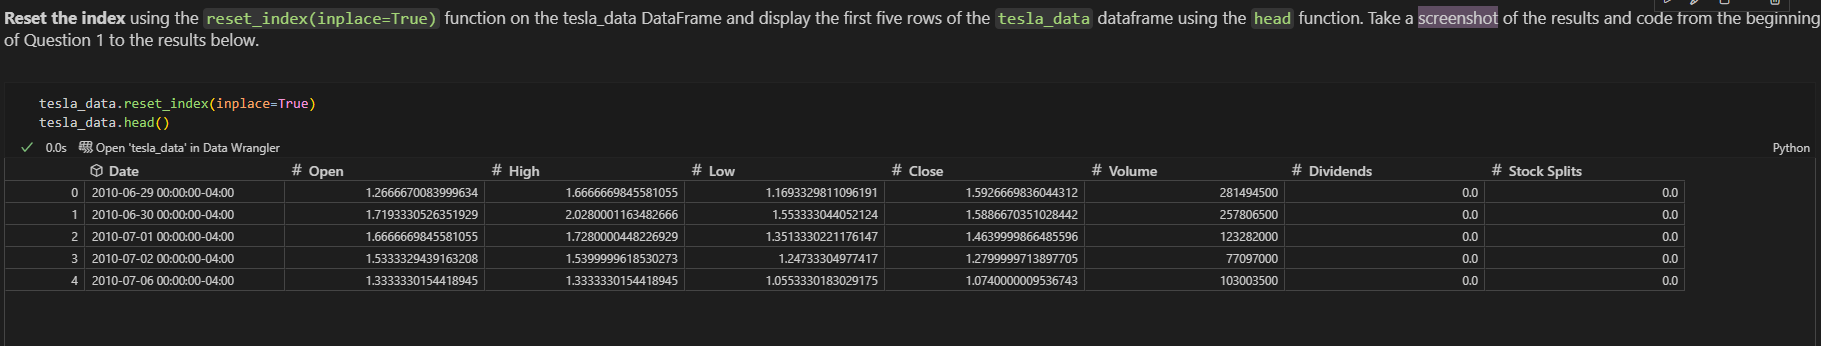 Reset the index using the reset_index(inplace=True) function on the tesla_data DataFrame and display the first five rows of the tesla_data dataframe using the head function. Take a screenshot of the results and code from the beginning
of Question 1 to the results below.
tesla_data.reset_index(inplace=True)
tesla_data.head()
0.0s Open 'tesla_data' in Data Wrangler Python
Date # Open # High # Low # Close # Volume # Dividends # Stock Splits
0 2010-06-29 00:00:00-04:00 1.2666670083999634 1.6666669845581055 1.1693329811096191 1.5926669836044312 281494500 0.0 0.0
1 2010-06-30 00:00:00-04:00 1.7193330526351929 2.0280001163482666 1.553333044052124 1.5886670351028442 257806500 0.0 0.0
2 2010-07-01 00:00:00-04:00 1.6666669845581055 1.7280000448226929 1.3513330221176147 1.4639999866485596 123282000 0.0 0.0
3 2010-07-02 00:00:00-04:00 1.5333329439163208 1.5399999618530273 1.24733304977417 1.2799999713897705 77097000 0.0 0.0
4 2010-07-06 00:00:00-04:00 1.3333330154418945 1.3333330154418945 1.0553330183029175 1.0740000009536743 103003500 0.0 0.0